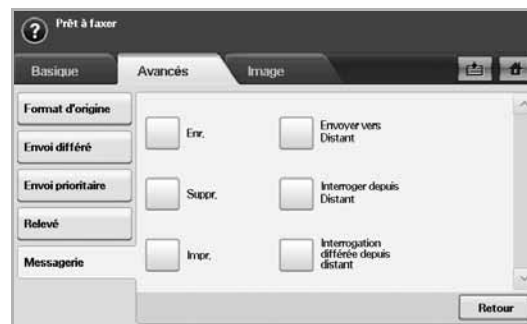 Prêt à faxer
Basique
Avancés
Image
Format d'origine
Envoi différé
Envoi prioritaire
Relevé
Messagerie
Enr.
Envoyer vers
Distant
Suppr.
Interroger depuis
Distant
Impr.
Interrogation
différée depuis
distant
Retour